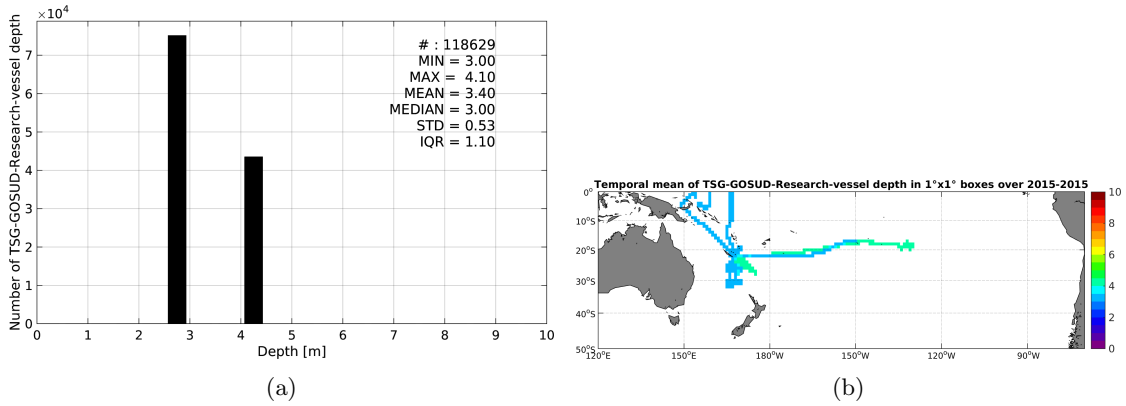 ×10⁴
Number of TSG-GOSUD-Research-vessel depth
7
6
5
4
3
2
1
0
0 1 2 3 4 5 6 7 8 9 10
Depth [m]
# : 118629
MIN = 3.00
MAX = 4.10
MEAN = 3.40
MEDIAN = 3.00
STD = 0.53
IQR = 1.10
(a)
Temporal mean of TSG-GOSUD-Research-vessel depth in 1°x1° boxes over 2015-2015
0°
10°S
20°S
30°S
40°S
50°S
120°E 150°E 180°W 150°W 120°W 90°W
10
8
6
4
2
0
(b)